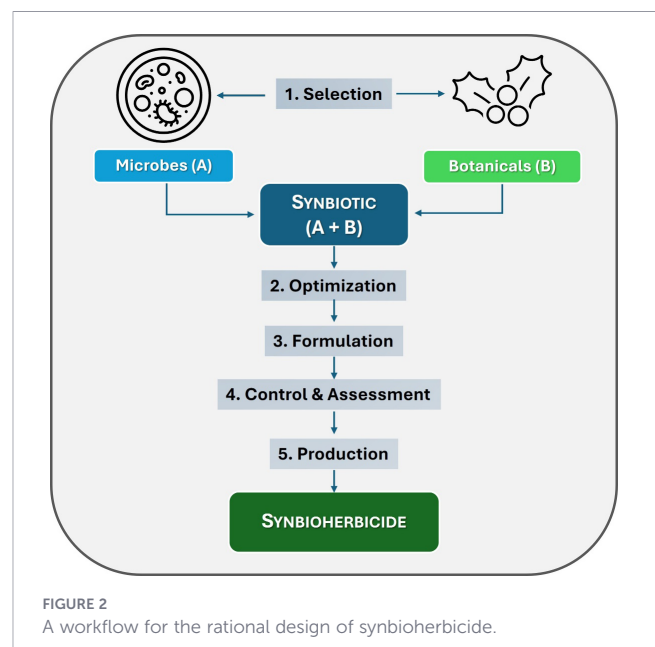 1. Selection
Microbes (A)
Botanicals (B)
SYNBIOTIC
(A + B)
2. Optimization
3. Formulation
4. Control & Assessment
5. Production
SYNBIOHERBICIDE
FIGURE 2
A workflow for the rational design of synbioherbicide.